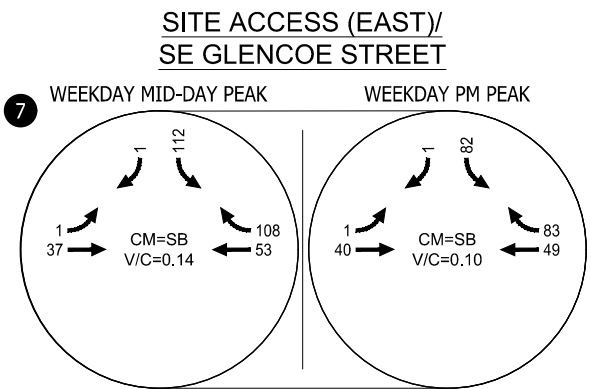 SITE ACCESS (EAST)/
SE GLENCOE STREET
WEEKDAY MID-DAY PEAK
WEEKDAY PM PEAK
7
1
112
1
108
37
CM=SB
53
V/C=0.14
1
82
1
83
40
CM=SB
49
V/C=0.10